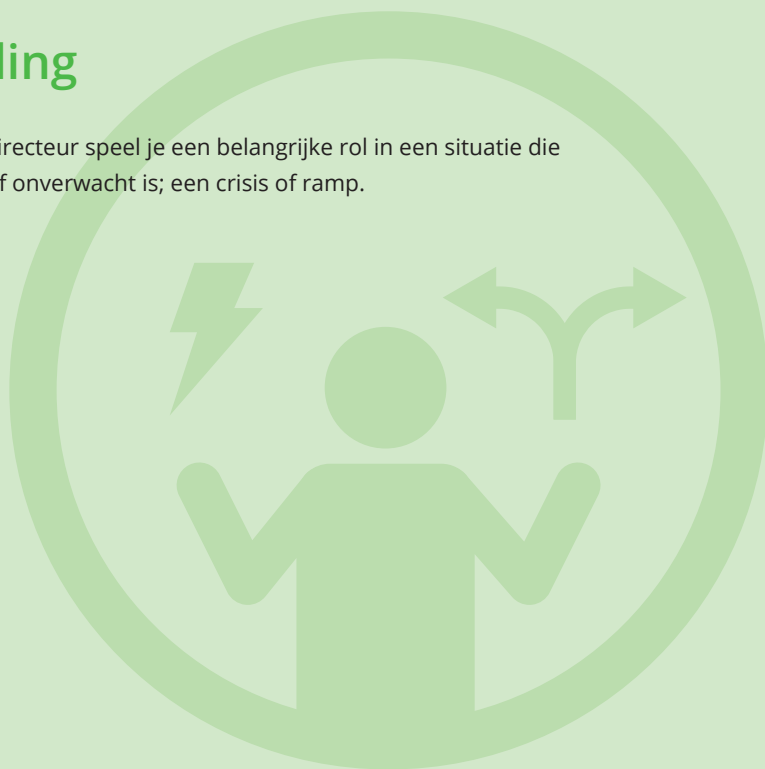 ling
irecteur speel je een belangrijke rol in een situatie die
f onverwacht is; een crisis of ramp.